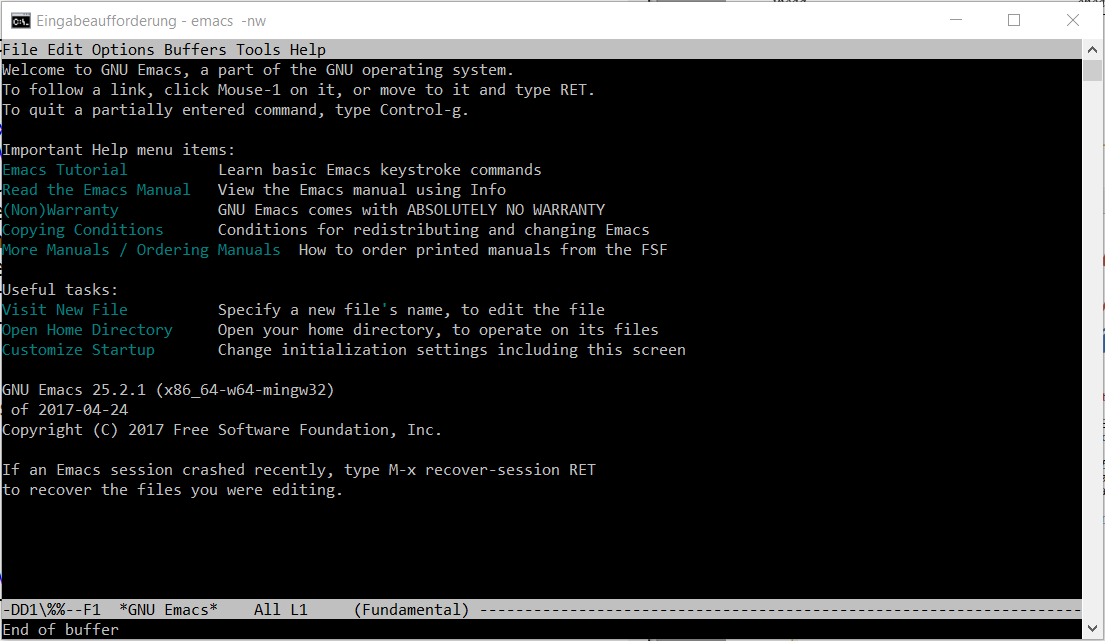 Eingabeaufforderung - emacs -nw
File Edit Options Buffers Tools Help
Welcome to GNU Emacs, a part of the GNU operating system.
To follow a link, click Mouse-1 on it, or move to it and type RET.
To quit a partially entered command, type Control-g.
Important Help menu items:
Emacs Tutorial Learn basic Emacs keystroke commands
Read the Emacs Manual View the Emacs manual using Info
(Non)Warranty GNU Emacs comes with ABSOLUTELY NO WARRANTY
Copying Conditions Conditions for redistributing and changing Emacs
More Manuals / Ordering Manuals How to order printed manuals from the FSF
Useful tasks:
Visit New File Specify a new file's name, to edit the file
Open Home Directory Open your home directory, to operate on its files
Customize Startup Change initialization settings including this screen
GNU Emacs 25.2.1 (x86_64-w64-mingw32)
of 2017-04-24
Copyright (C) 2017 Free Software Foundation, Inc.
If an Emacs session crashed recently, type M-x recover-session RET
to recover the files you were editing.
-DD1\%%--F1 *GNU Emacs* All L1 (Fundamental) -------------------------------------------------------------------
End of buffer